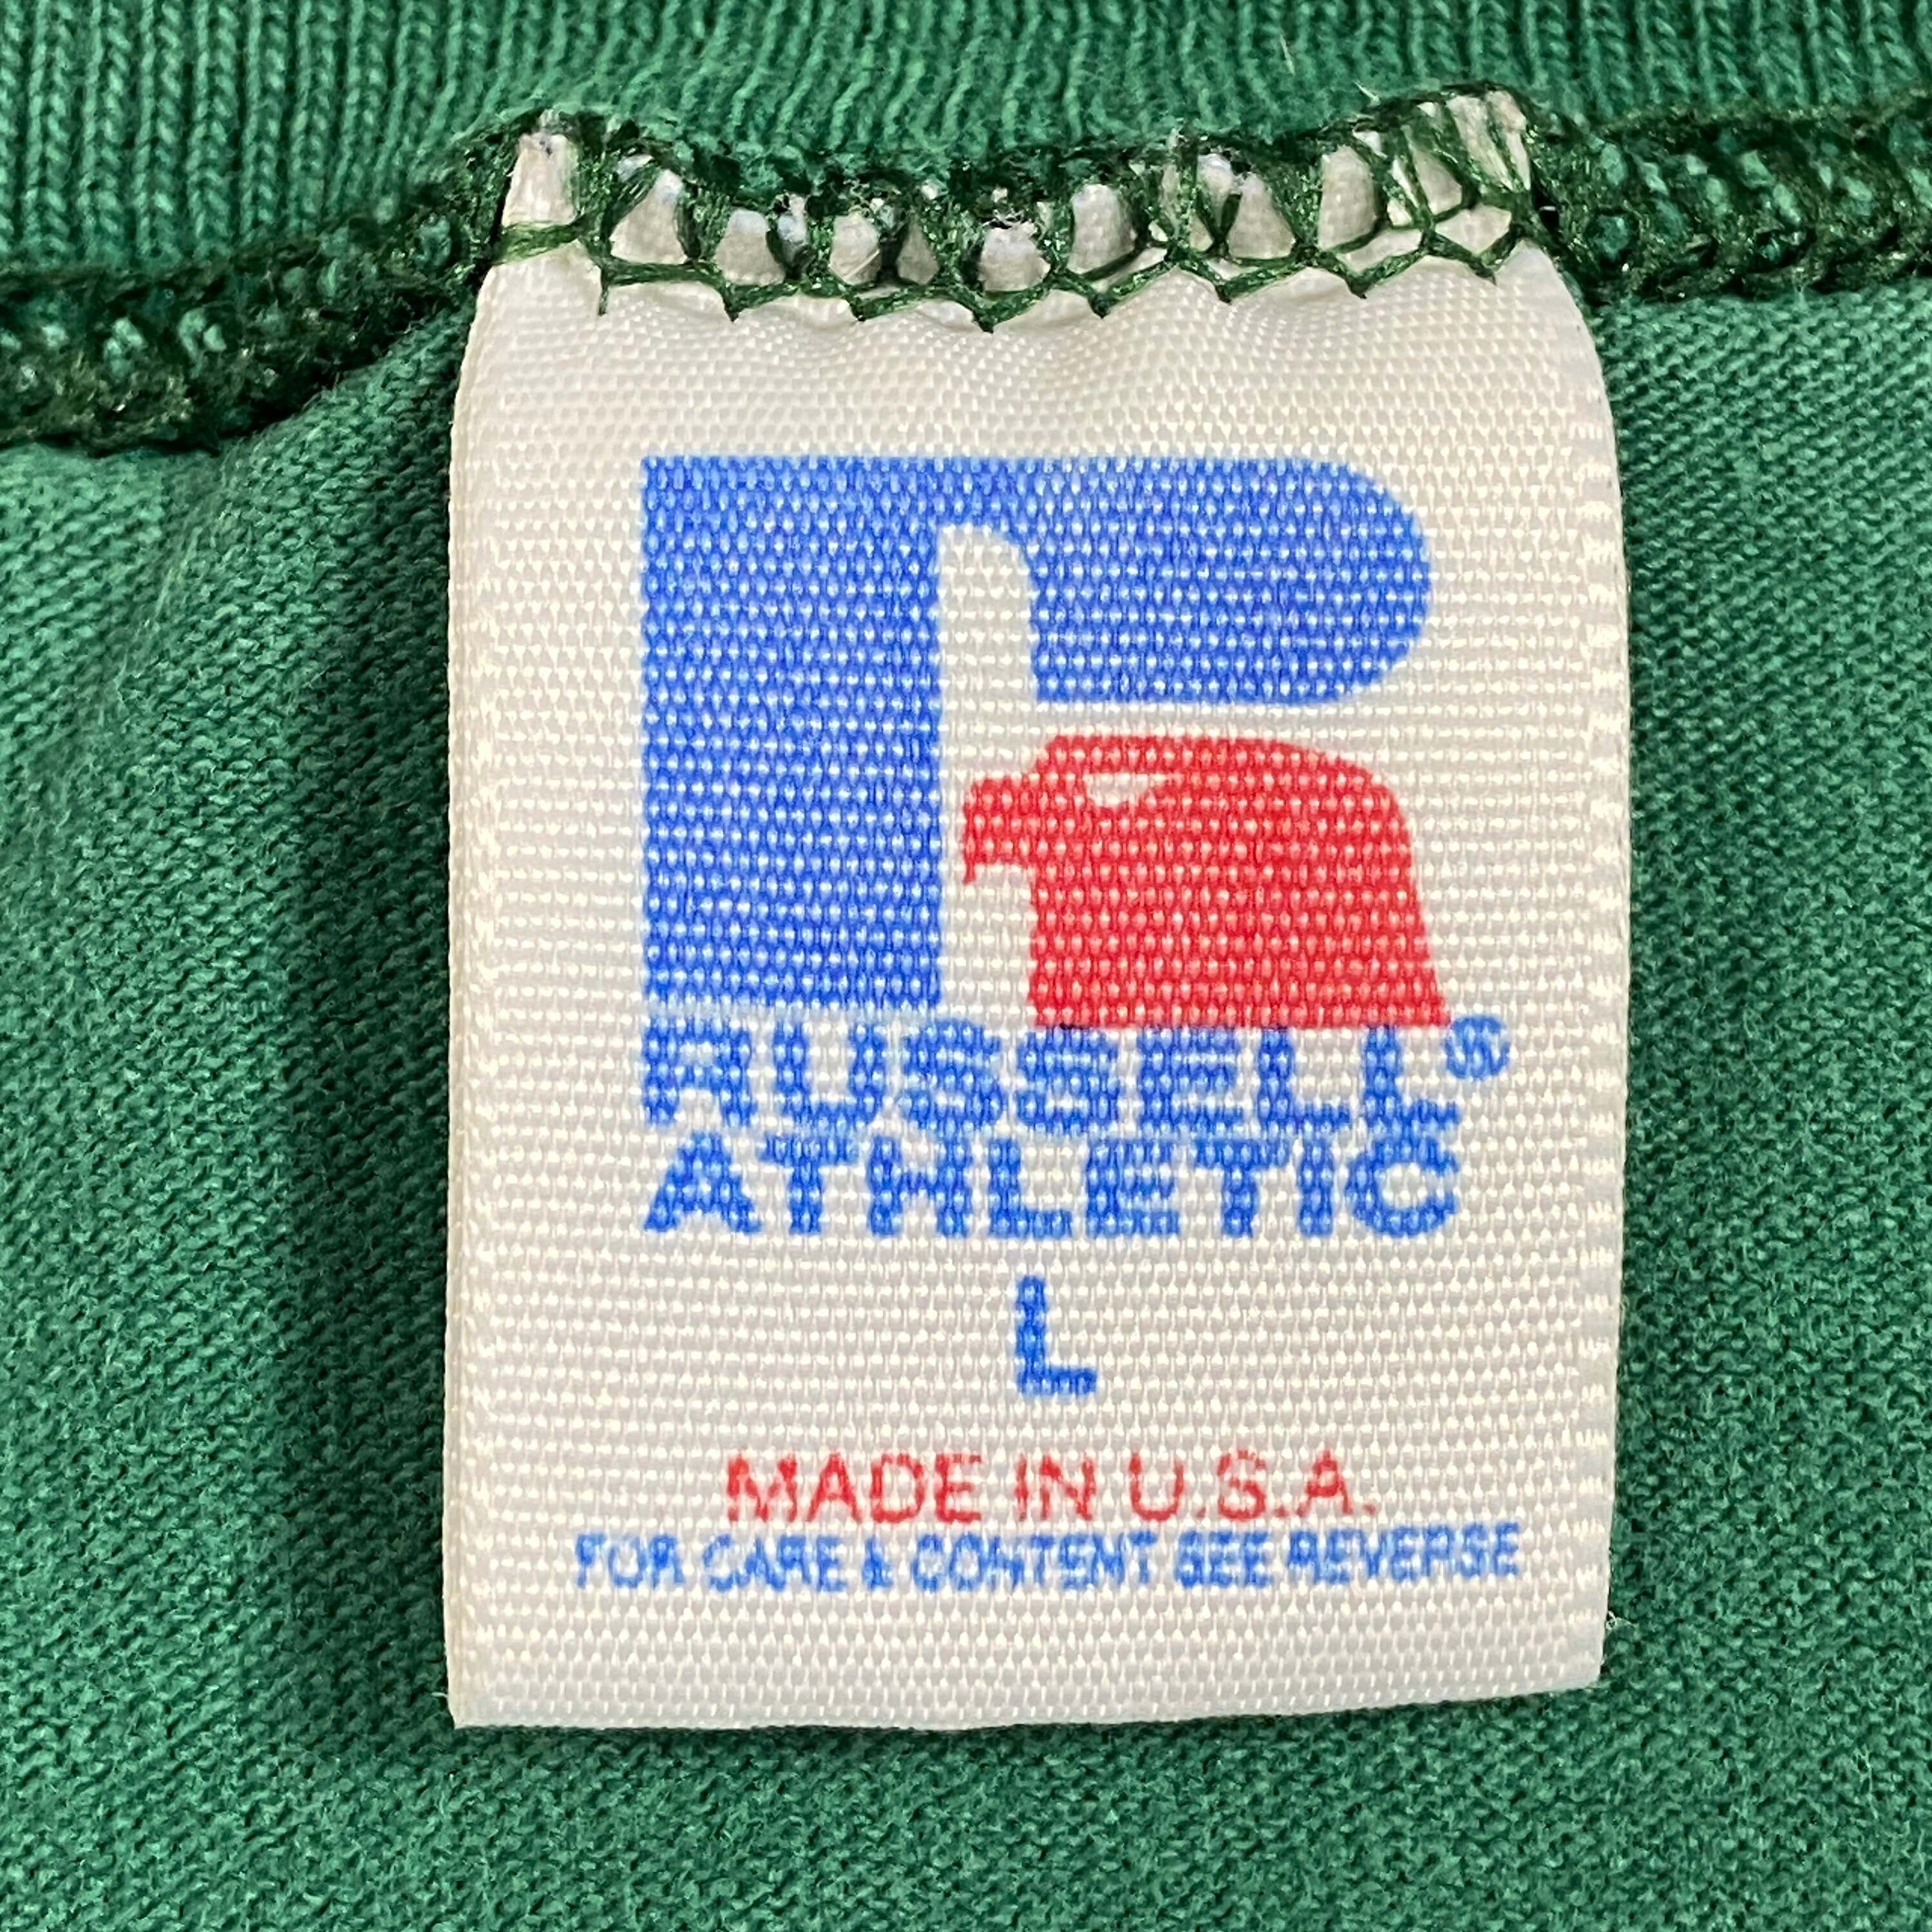 RUSSELL®
ATHLETIC
L
MADE IN U.S.A.
FOR CARE & CONTENT SEE REVERSE